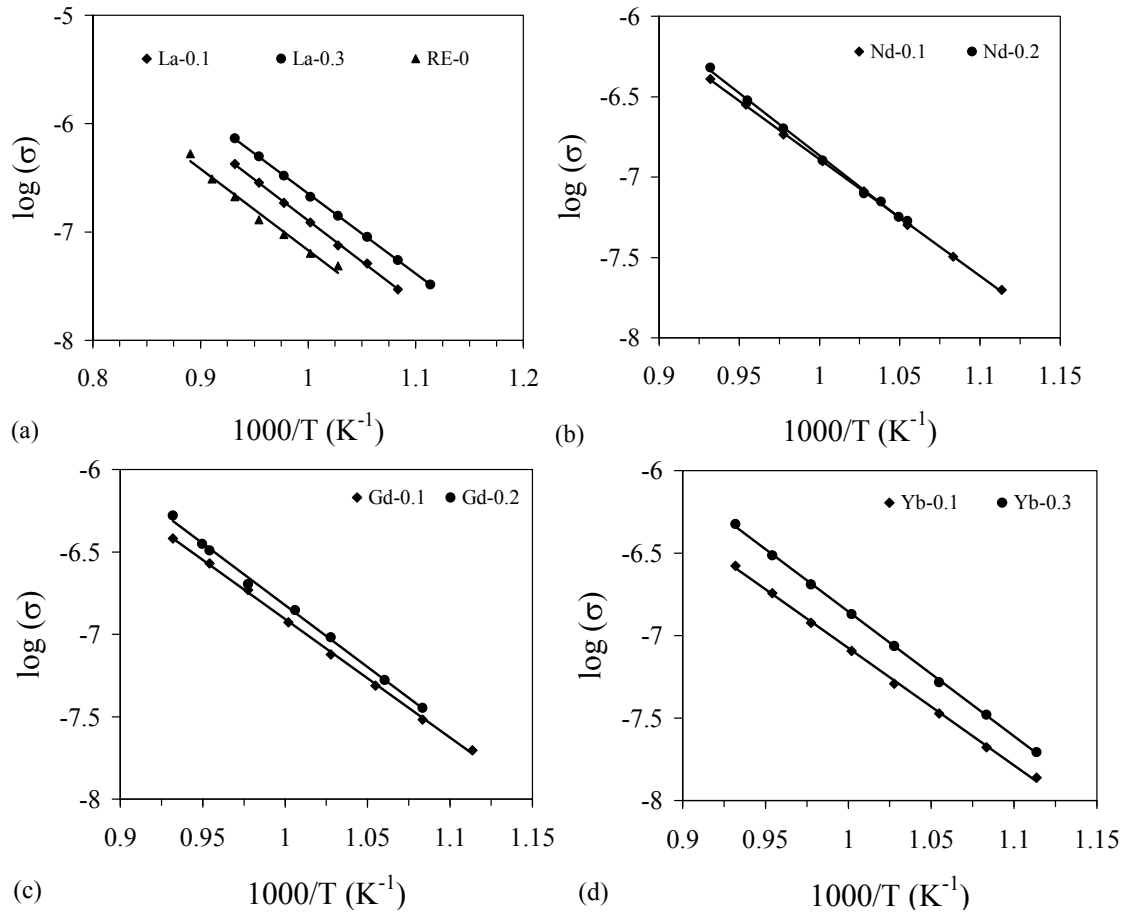 -5
-6
-7
-8
log (σ)
La-0.1 La-0.3 RE-0
0.8 0.9 1 1.1 1.2
(a) 1000/T (K⁻¹)
-6
-6.5
-7
-7.5
-8
log (σ)
Nd-0.1 Nd-0.2
0.9 0.95 1 1.05 1.1 1.15
(b) 1000/T (K⁻¹)
-6
-6.5
-7
-7.5
-8
log (σ)
Gd-0.1 Gd-0.2
0.9 0.95 1 1.05 1.1 1.15
(c) 1000/T (K⁻¹)
-6
-6.5
-7
-7.5
-8
log (σ)
Yb-0.1 Yb-0.3
0.9 0.95 1 1.05 1.1 1.15
(d) 1000/T (K⁻¹)